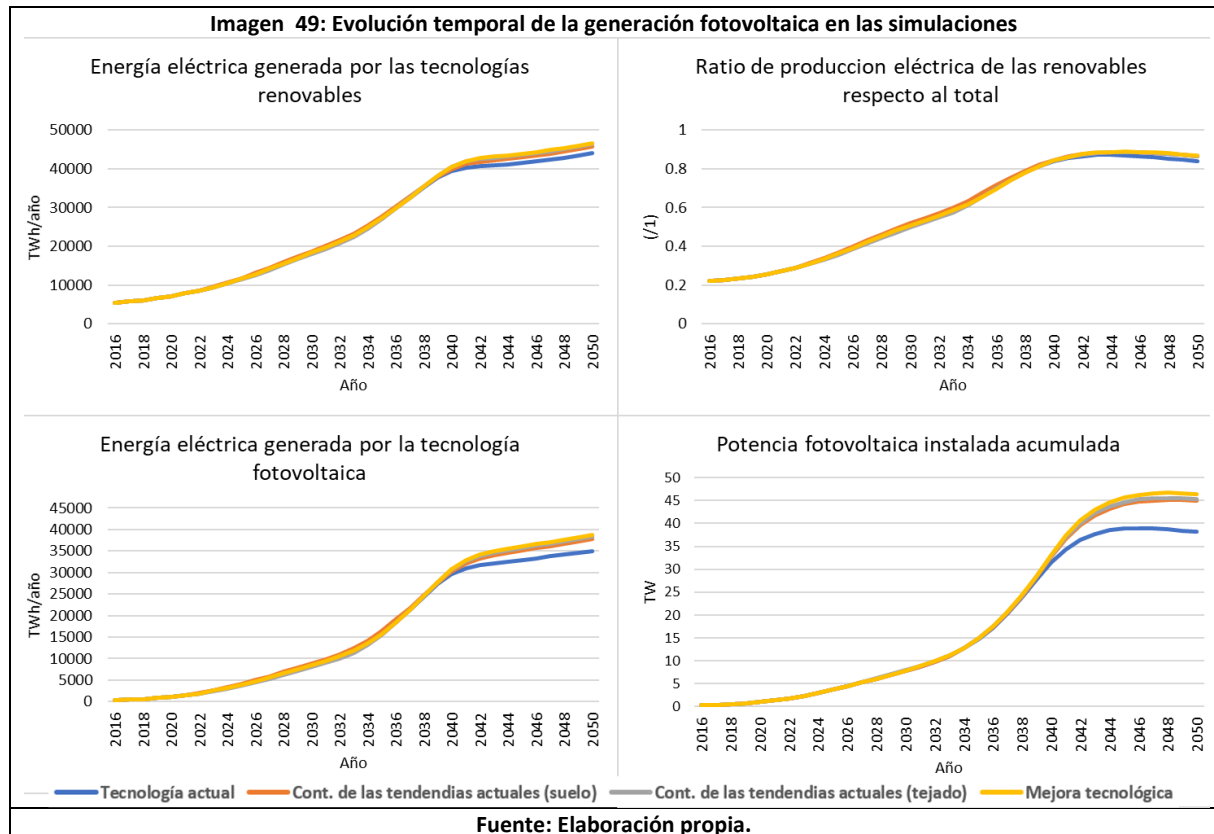 Imagen 49: Evolución temporal de la generación fotovoltaica en las simulaciones
Energía eléctrica generada por las tecnologías
renovables
50000
40000
30000
20000
10000
0
TWh/año
2016 2018 2020 2022 2024 2026 2028 2030 2032 2034 2036 2038 2040 2042 2044 2046 2048 2050
Año
Ratio de produccion eléctrica de las renovables
respecto al total
1
0.8
0.6
0.4
0.2
0
(/1)
2016 2018 2020 2022 2024 2026 2028 2030 2032 2034 2036 2038 2040 2042 2044 2046 2048 2050
Año
Energía eléctrica generada por la tecnología
fotovoltaica
45000
40000
35000
30000
25000
20000
15000
10000
5000
0
TWh/año
2016 2018 2020 2022 2024 2026 2028 2030 2032 2034 2036 2038 2040 2042 2044 2046 2048 2050
Año
Potencia fotovoltaica instalada acumulada
50
45
40
35
30
25
20
15
10
5
0
TW
2016 2018 2020 2022 2024 2026 2028 2030 2032 2034 2036 2038 2040 2042 2044 2046 2048 2050
Año
Tecnología actual Cont. de las tendendias actuales (suelo) Cont. de las tendendias actuales (tejado) Mejora tecnológica
Fuente: Elaboración propia.